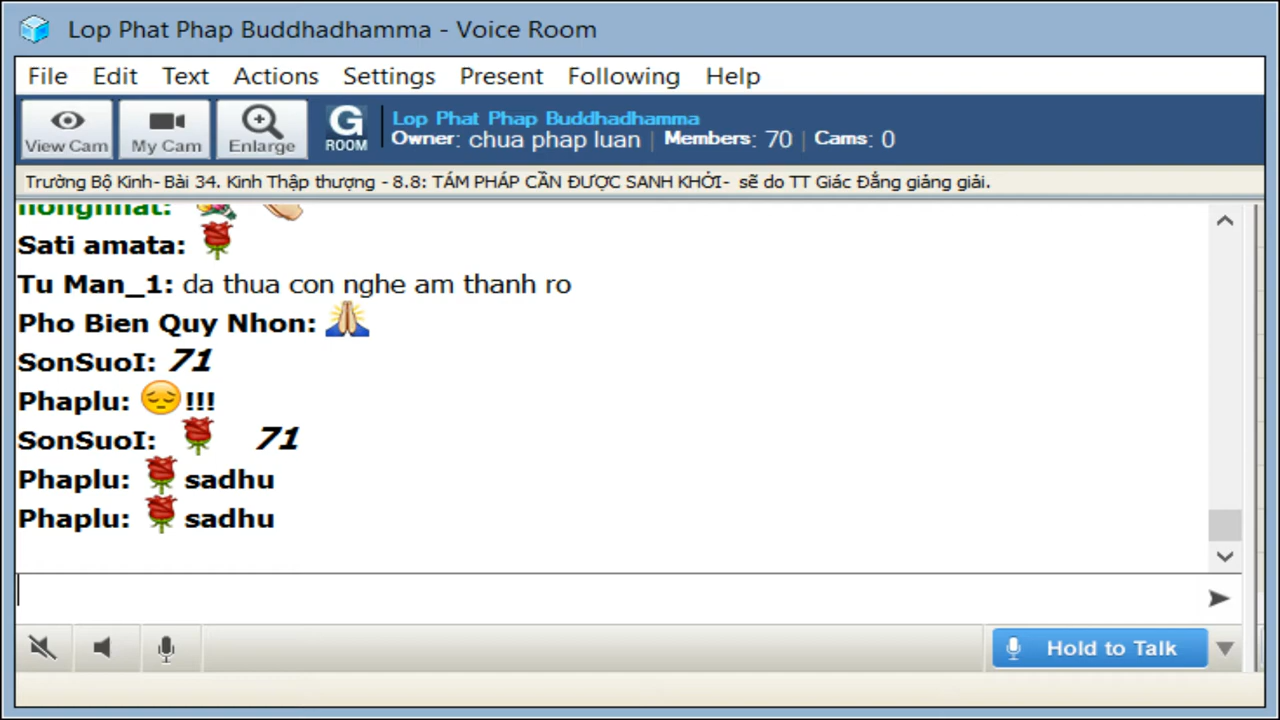 Lop Phat Phap Buddhadhamma - Voice Room
File Edit Text Actions Settings Present Following Help
View Cam My Cam Enlarge G ROOM
Lop Phat Phap Buddhadhamma
Owner: chua phap luan | Members: 70 | Cams: 0
Trường Bộ Kinh- Bài 34. Kinh Thập thượng - 8.8: TÁM PHÁP CẦN ĐƯỢC SANH KHỞI- sẽ do TT Giác Đẳng giảng giải.
hongnhat:
Sati amata:
Tu Man_1: da thua con nghe am thanh ro
Pho Bien Quy Nhon:
SonSuoI: 71
Phaplu: !!!
SonSuoI: 71
Phaplu: sadhu
Phaplu: sadhu
Hold to Talk